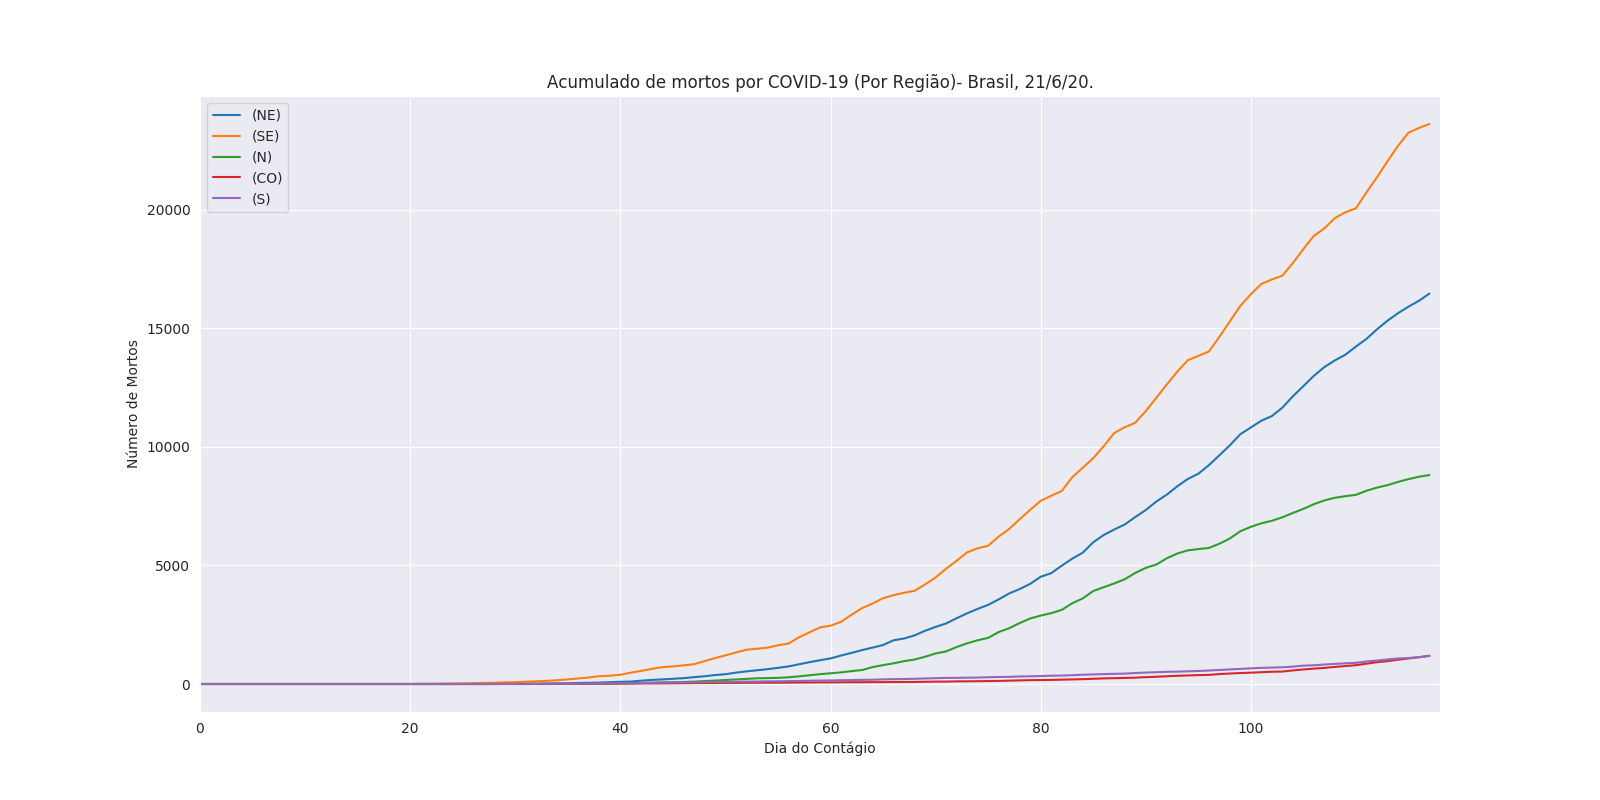 Acumulado de mortos por COVID-19 (Por Região)- Brasil, 21/6/20.
(NE)
(SE)
(N)
(CO)
(S)
Número de Mortos
20000
15000
10000
5000
0
0 20 40 60 80 100
Dia do Contágio